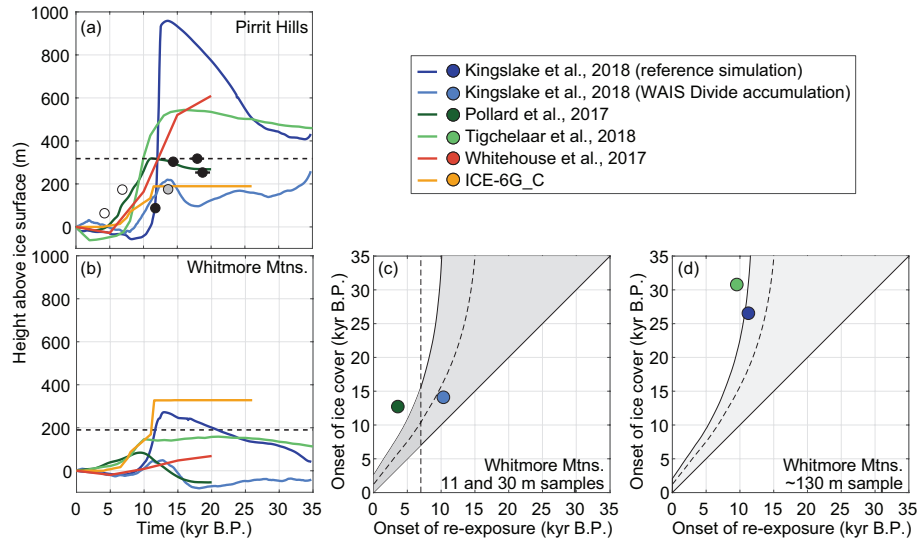 (a)
Pirrit Hills
1000
800
600
400
200
0
Height above ice surface (m)
Kingslake et al., 2018 (reference simulation)
Kingslake et al., 2018 (WAIS Divide accumulation)
Pollard et al., 2017
Tigchelaar et al., 2018
Whitehouse et al., 2017
ICE-6G_C
(b)
Whitmore Mtns.
1000
800
600
400
200
0
0 5 10 15 20 25 30 35
Time (kyr B.P.)
(c)
35
30
25
20
15
10
5
0
Onset of ice cover (kyr B.P.)
Whitmore Mtns.
11 and 30 m samples
0 5 10 15 20 25 30 35
Onset of re-exposure (kyr B.P.)
(d)
35
30
25
20
15
10
5
0
Onset of ice cover (kyr B.P.)
Whitmore Mtns.
~130 m sample
0 5 10 15 20 25 30 35
Onset of re-exposure (kyr B.P.)